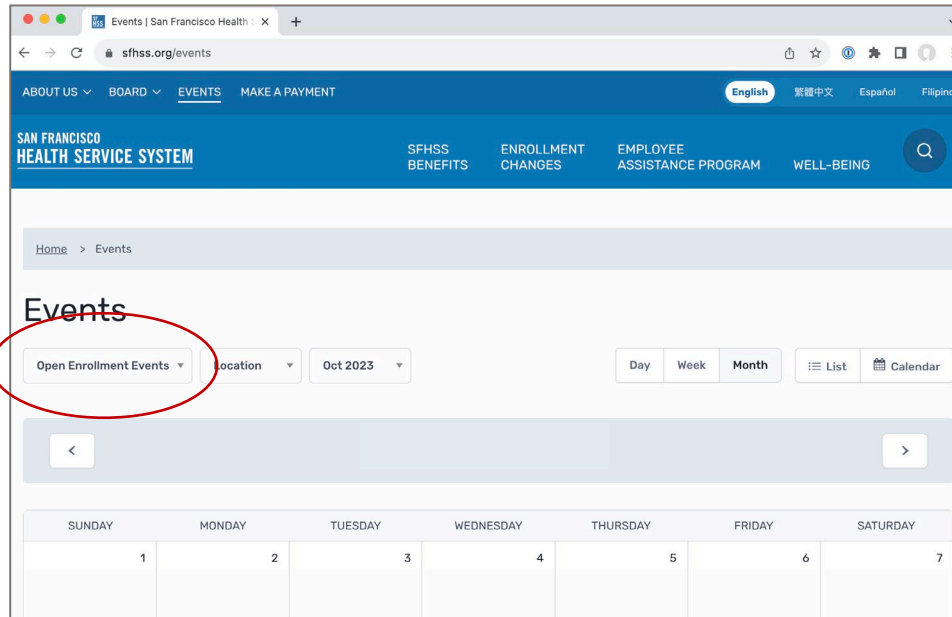 Events | San Francisco Health
sfhss.org/events
ABOUT US BOARD EVENTS MAKE A PAYMENT English 繁體中文 Español Filipino
SAN FRANCISCO
HEALTH SERVICE SYSTEM
SFHSS BENEFITS
ENROLLMENT CHANGES
EMPLOYEE ASSISTANCE PROGRAM
WELL-BEING
Home > Events
Events
Open Enrollment Events Location Oct 2023 Day Week Month List Calendar
SUNDAY MONDAY TUESDAY WEDNESDAY THURSDAY FRIDAY SATURDAY
1 2 3 4 5 6 7